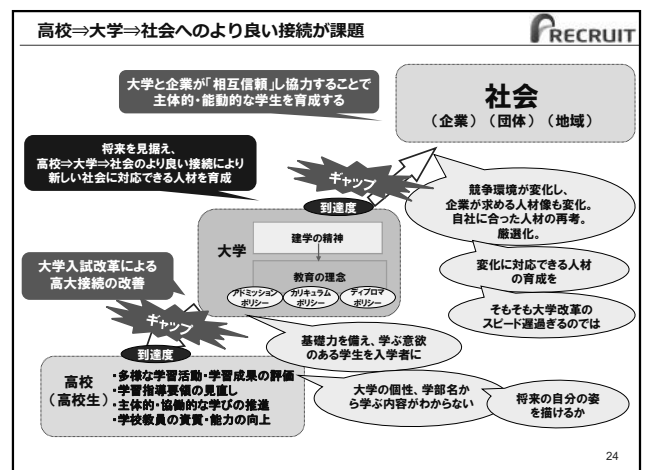 高校⇒大学⇒社会へのより良い接続が課題
RECRUIT
大学と企業が「相互信頼」し協力することで
主体的・能動的な学生を育成する
社会
（企業）（団体）（地域）
将来を見据え、
高校⇒大学⇒社会のより良い接続により
新しい社会に対応できる人材を育成
ギャップ
到達度
競争環境が変化し、
企業が求める人材像も変化。
自社に合った人材の再考。
厳選化。
大学
建学の精神
教育の理念
アドミッション
ポリシー
カリキュラム
ポリシー
ディプロマ
ポリシー
変化に対応できる人材
の育成を
大学入試改革による
高大接続の改善
そもそも大学改革の
スピード遅過ぎるのでは
ギャップ
到達度
基礎力を備え、学ぶ意欲
のある学生を入学者に
高校
（高校生）
・多様な学習活動・学習成果の評価
・学習指導要領の見直し
・主体的・協働的な学びの推進
・学校教員の資質・能力の向上
大学の個性、学部名か
ら学ぶ内容がわからない
将来の自分の姿
を描けるか
24